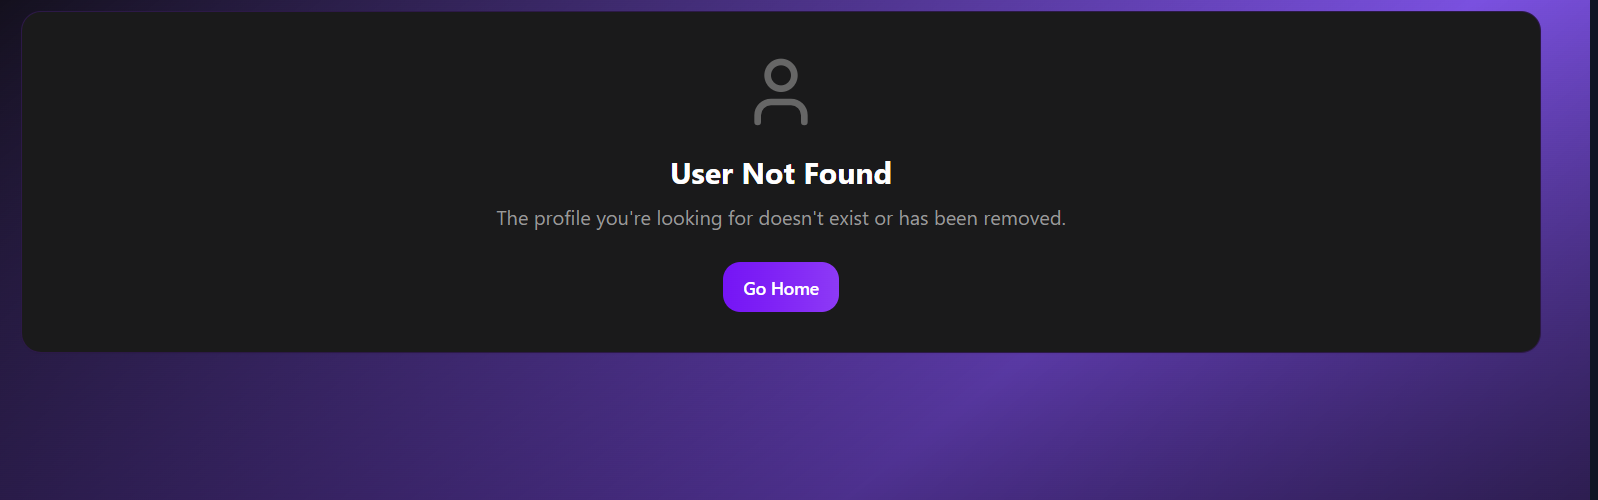 User Not Found
The profile you're looking for doesn't exist or has been removed.
Go Home